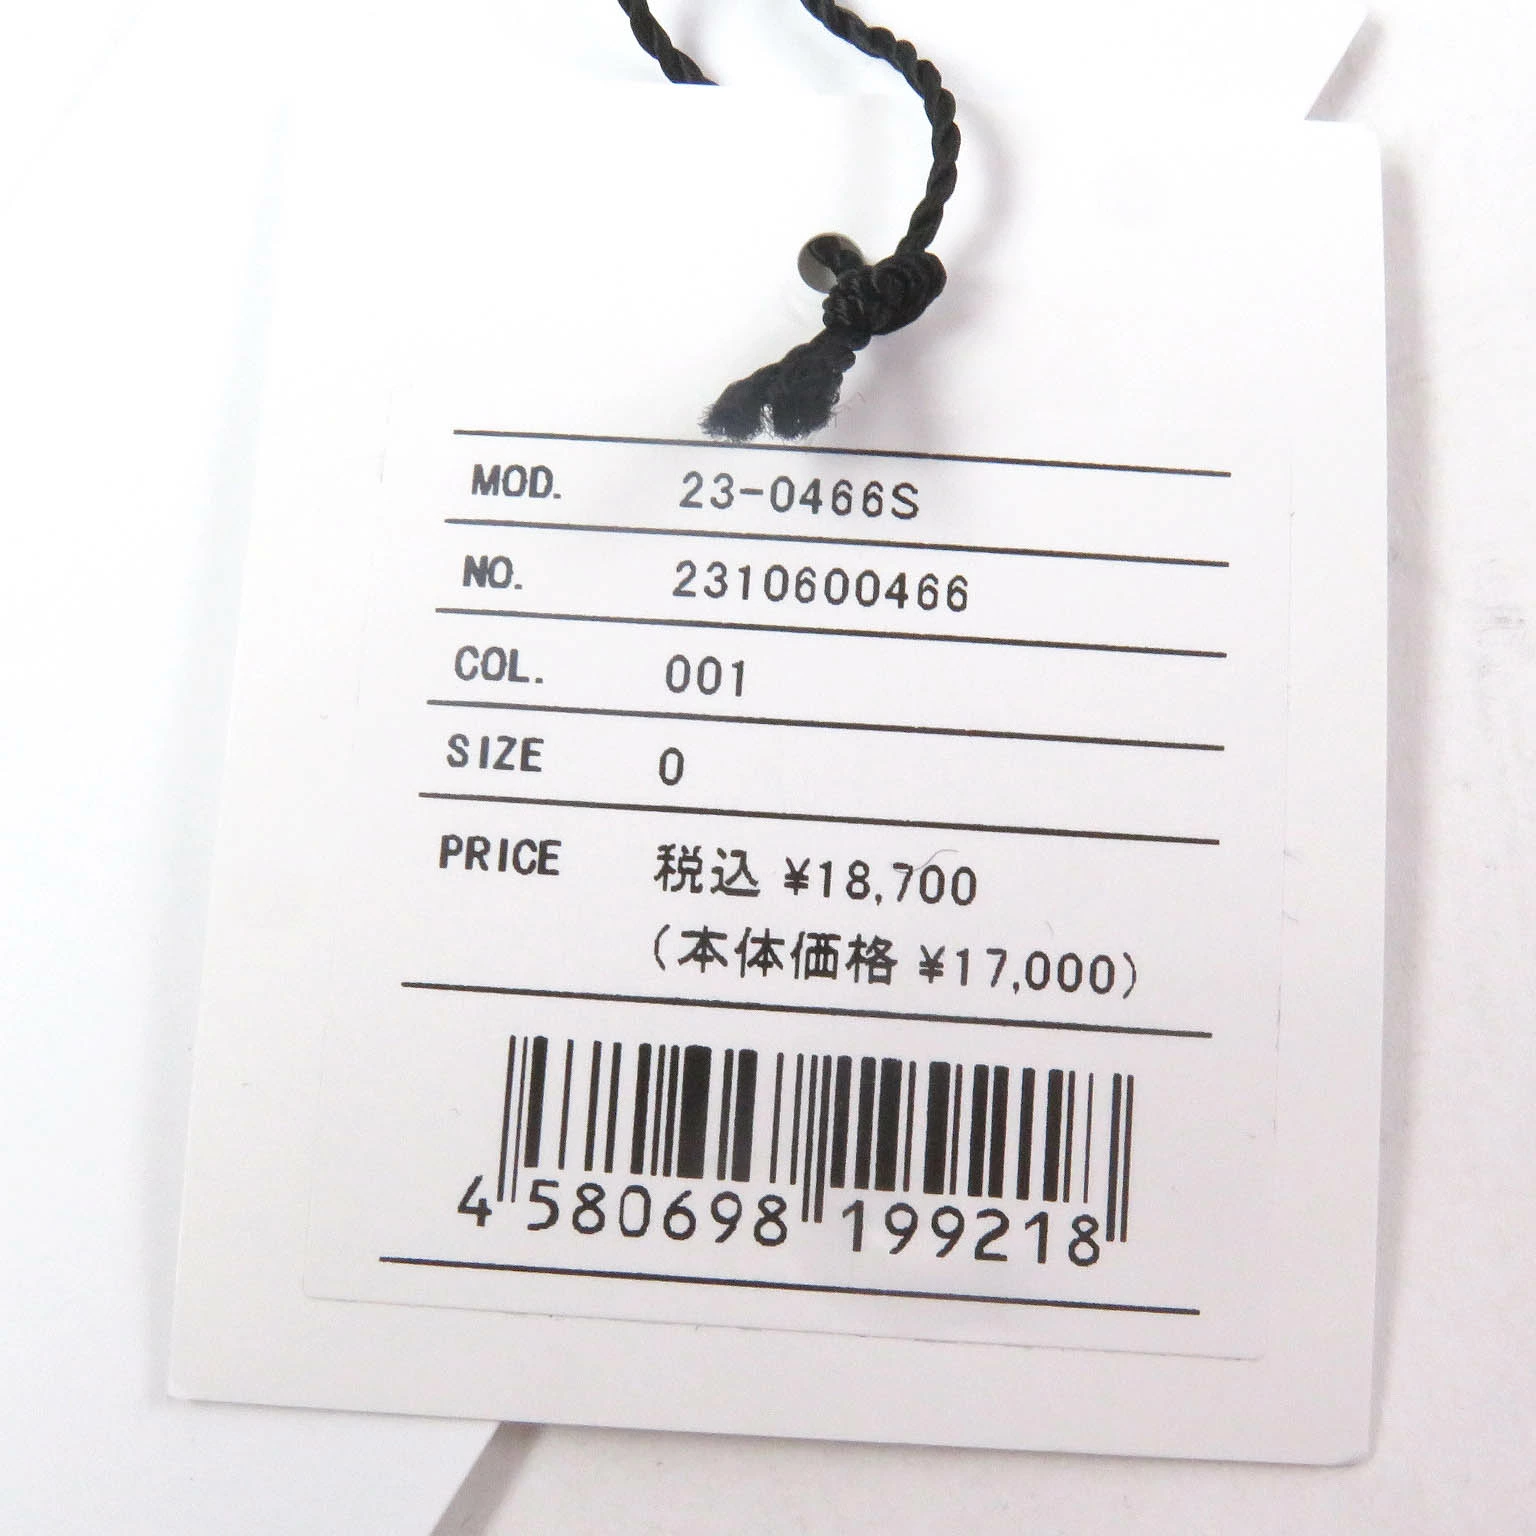 MOD. 23-0466S
NO. 2310600466
COL. 001
SIZE 0
PRICE 税込 ¥18,700
(本体価格 ¥17,000)
4 580698 199218